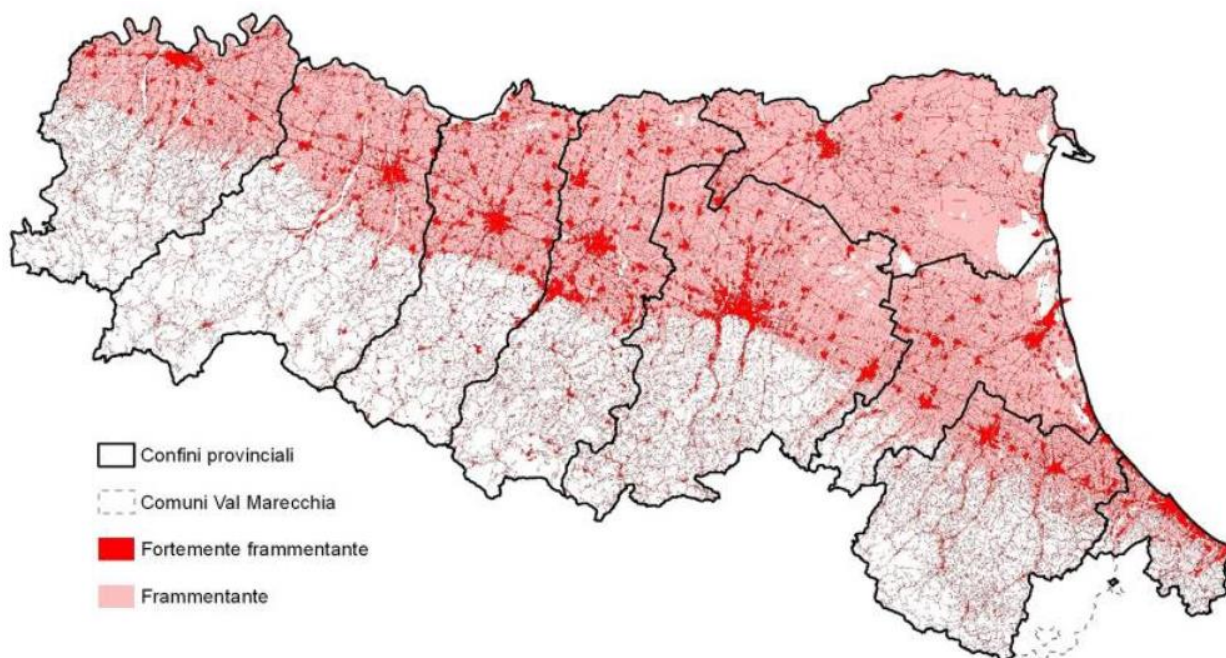 Confini provinciali
Comuni Val Marecchia
Fortemente frammentante
Frammentante